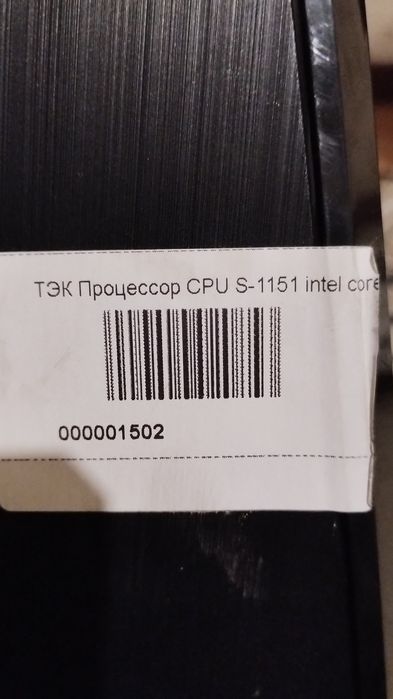 ТЭК Процессор CPU S-1151 intel core
000001502